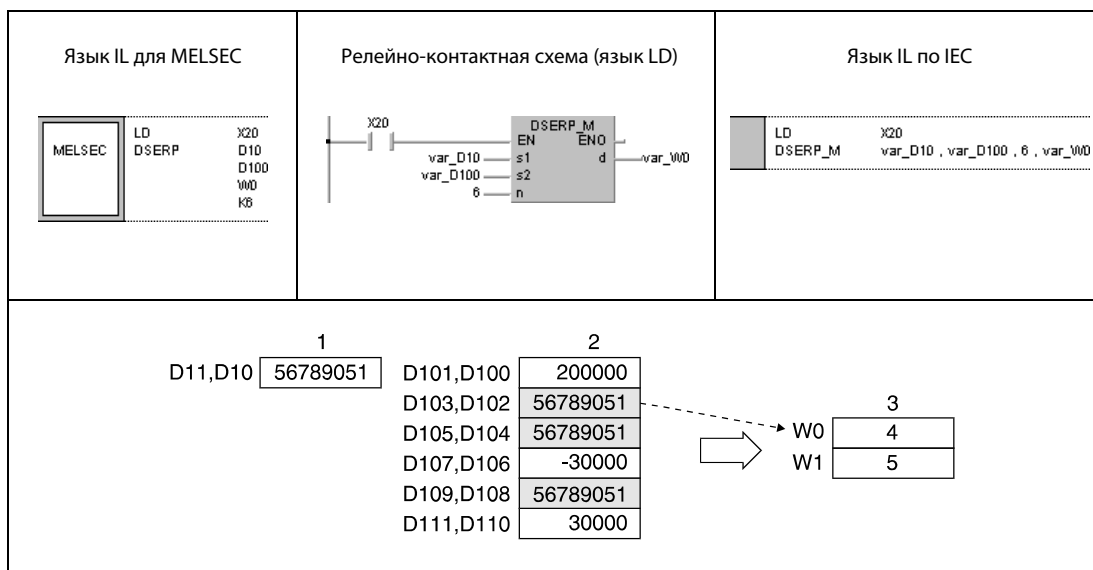 Язык IL для MELSEC
MELSEC
LD X20
DSERP D10
D100
W0
K6
Релейно-контактная схема (язык LD)
X20
DSERP_M
EN ENO
var_D10 s1 d var_W0
var_D100 s2
6 n
Язык IL по IEC
LD X20
DSERP_M var_D10 , var_D100 , 6 , var_W0
1
D11,D10 56789051
2
D101,D100 200000
D103,D102 56789051
D105,D104 56789051
D107,D106 -30000
D109,D108 56789051
D111,D110 30000
3
W0 4
W1 5